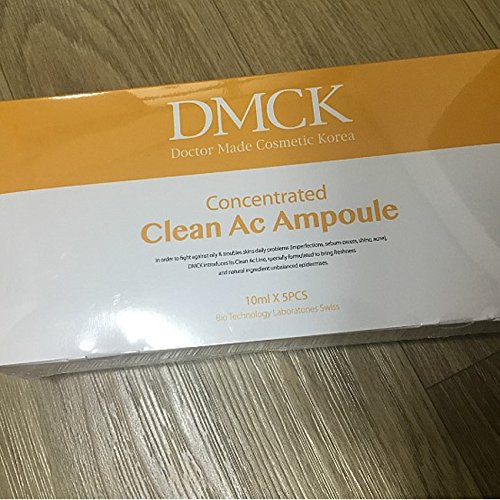 DMCK
Doctor Made Cosmetic Korea
Concentrated
Clean Ac Ampoule
In order to fight against oily & troubles skins daily problems (imperfections, sebum excess, shine, acne),
DMCK introduces its Clean Ac Line, specially formulated to bring freshness
and natural ingredient unbalanced epidermises.
10ml X 5PCS
Bio Technology Laboratories-Swiss